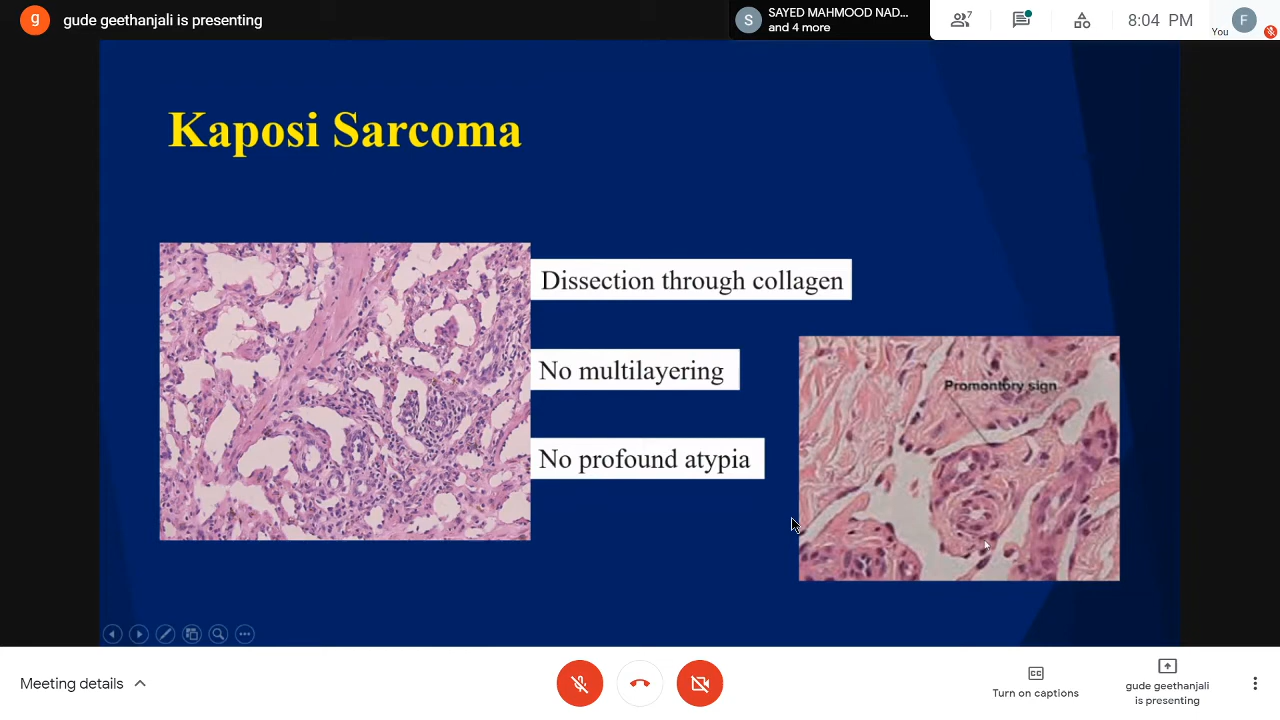 g
gude geethanjali is presenting
S
SAYED MAHMOOD NAD...
and 4 more
7
8:04 PM
You
F
Kaposi Sarcoma
Dissection through collagen
No multilayering
No profound atypia
Promontory sign
Meeting details
CC
Turn on captions
gude geethanjali
is presenting